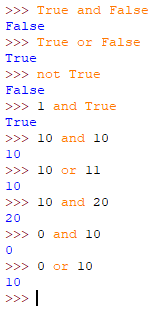 >>> True and False
False
>>> True or False
True
>>> not True
False
>>> 1 and True
True
>>> 10 and 10
10
>>> 10 or 11
10
>>> 10 and 20
20
>>> 0 and 10
0
>>> 0 or 10
10
>>>